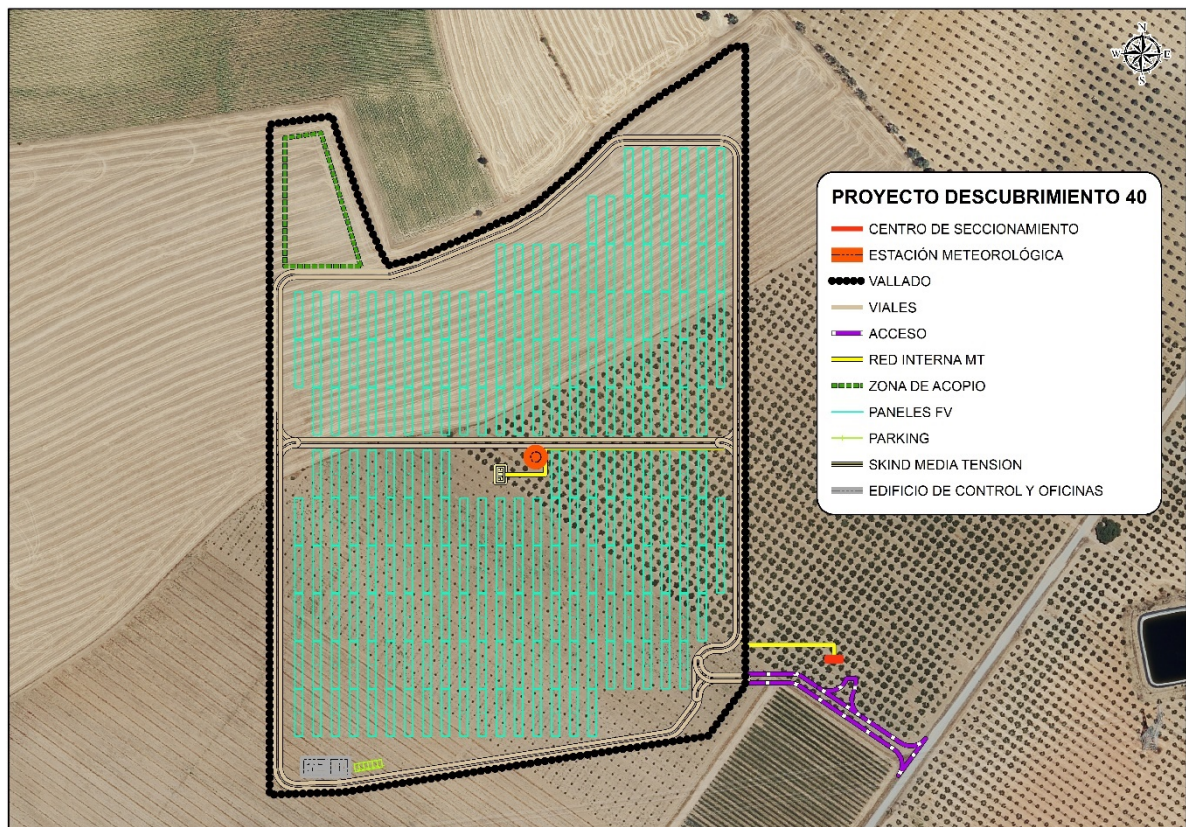 N
W E
S
PROYECTO DESCUBRIMIENTO 40
CENTRO DE SECCIONAMIENTO
ESTACIÓN METEOROLÓGICA
VALLADO
VIALES
ACCESO
RED INTERNA MT
ZONA DE ACOPIO
PANELES FV
PARKING
SKIND MEDIA TENSION
EDIFICIO DE CONTROL Y OFICINAS